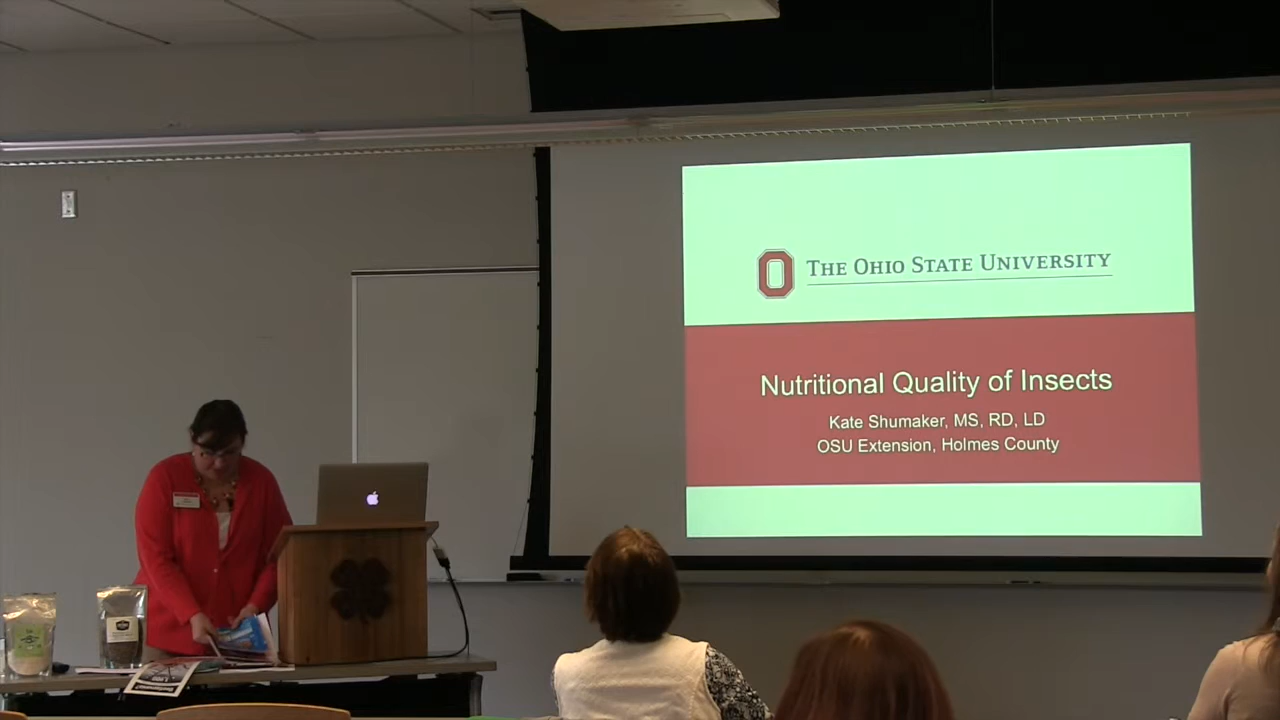 THE OHIO STATE UNIVERSITY
Nutritional Quality of Insects
Kate Shumaker, MS, RD, LD
OSU Extension, Holmes County